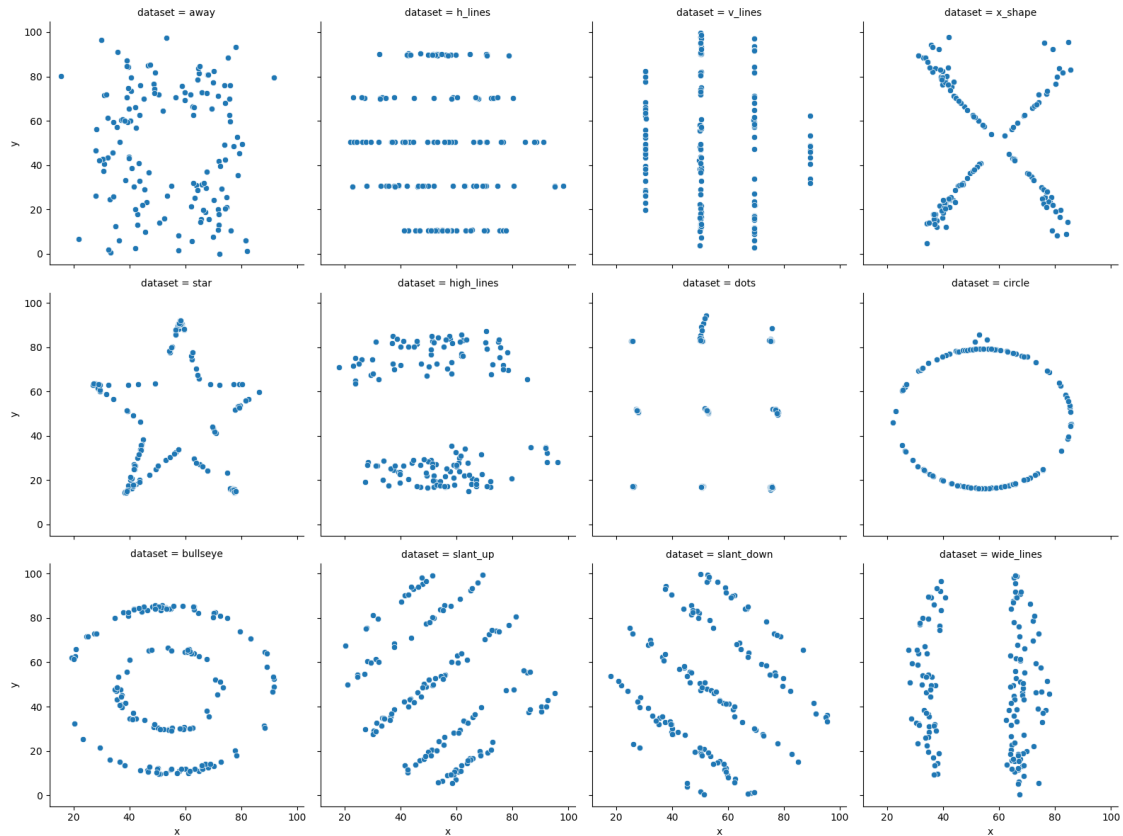 dataset = away dataset = h_lines dataset = v_lines dataset = x_shape
100
80
60
40
20
0
y
dataset = star dataset = high_lines dataset = dots dataset = circle
100
80
60
40
20
0
y
dataset = bullseye dataset = slant_up dataset = slant_down dataset = wide_lines
100
80
60
40
20
0
y
20 40 60 80 100 20 40 60 80 100 20 40 60 80 100 20 40 60 80 100
x x x x